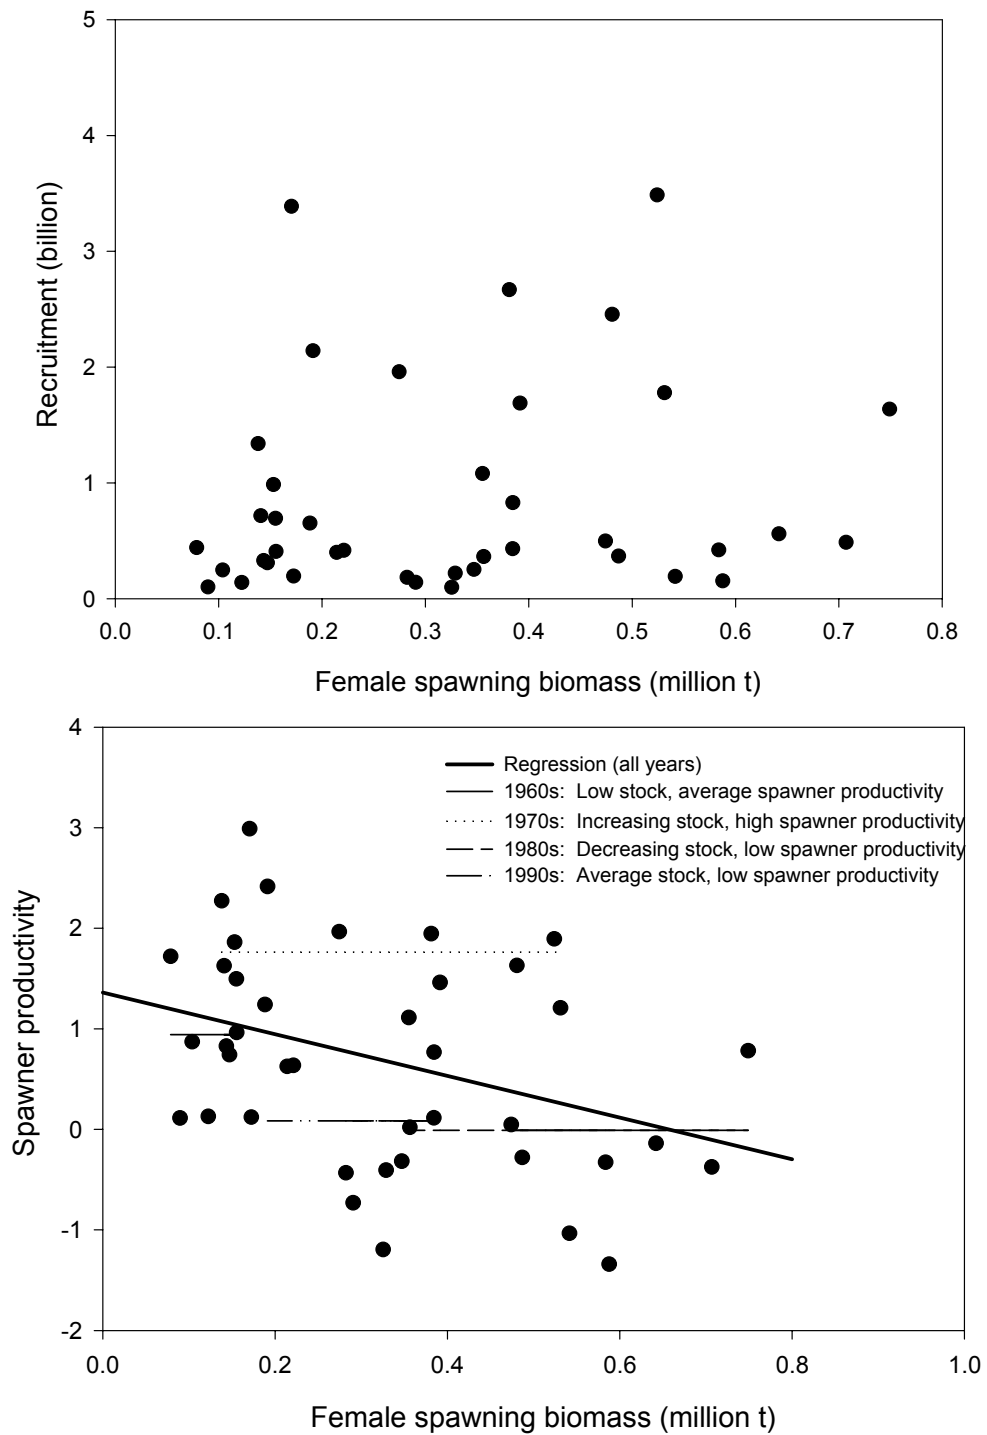 5
4
3
2
1
0
Recruitment (billion)
0.0 0.1 0.2 0.3 0.4 0.5 0.6 0.7 0.8
Female spawning biomass (million t)
4
3
2
1
0
-1
-2
Spawner productivity
Regression (all years)
1960s: Low stock, average spawner productivity
1970s: Increasing stock, high spawner productivity
1980s: Decreasing stock, low spawner productivity
1990s: Average stock, low spawner productivity
0.0 0.2 0.4 0.6 0.8 1.0
Female spawning biomass (million t)